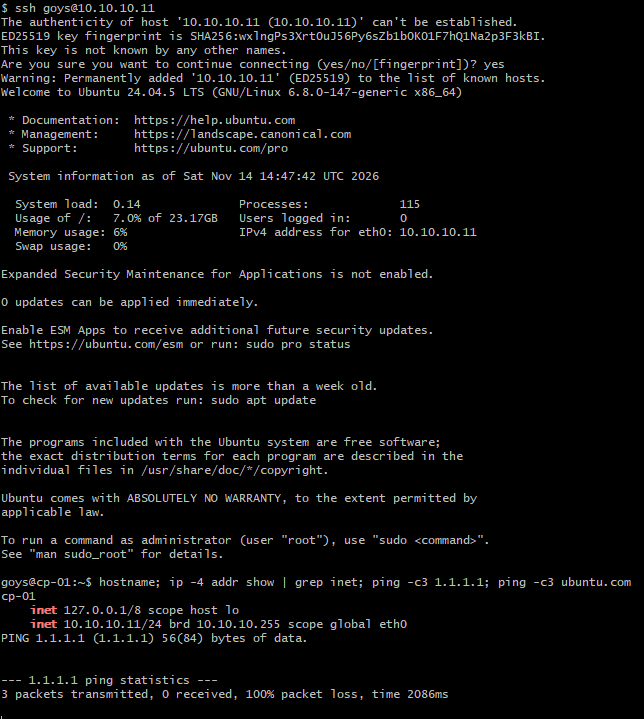 $ ssh goys@10.10.10.11
The authenticity of host '10.10.10.11 (10.10.10.11)' can't be established.
ED25519 key fingerprint is SHA256:wxlngPs3XrtOuJ56Py6sZb1bOKO1F7hQ1Na2p3F3kBI.
This key is not known by any other names.
Are you sure you want to continue connecting (yes/no/[fingerprint])? yes
Warning: Permanently added '10.10.10.11' (ED25519) to the list of known hosts.
Welcome to Ubuntu 24.04.5 LTS (GNU/Linux 6.8.0-147-generic x86_64)

 * Documentation:  https://help.ubuntu.com
 * Management:     https://landscape.canonical.com
 * Support:        https://ubuntu.com/pro

 System information as of Sat Nov 14 14:47:42 UTC 2026

  System load:  0.14              Processes:             115
  Usage of /:   7.0% of 23.17GB   Users logged in:       0
  Memory usage: 6%                IPv4 address for eth0: 10.10.10.11
  Swap usage:   0%

Expanded Security Maintenance for Applications is not enabled.

0 updates can be applied immediately.

Enable ESM Apps to receive additional future security updates.
See https://ubuntu.com/esm or run: sudo pro status


The list of available updates is more than a week old.
To check for new updates run: sudo apt update


The programs included with the Ubuntu system are free software;
the exact distribution terms for each program are described in the
individual files in /usr/share/doc/*/copyright.

Ubuntu comes with ABSOLUTELY NO WARRANTY, to the extent permitted by
applicable law.

To run a command as administrator (user "root"), use "sudo <command>".
See "man sudo_root" for details.

goys@cp-01:~$ hostname; ip -4 addr show | grep inet; ping -c3 1.1.1.1; ping -c3 ubuntu.com
cp-01
    inet 127.0.0.1/8 scope host lo
    inet 10.10.10.11/24 brd 10.10.10.255 scope global eth0
PING 1.1.1.1 (1.1.1.1) 56(84) bytes of data.


--- 1.1.1.1 ping statistics ---
3 packets transmitted, 0 received, 100% packet loss, time 2086ms